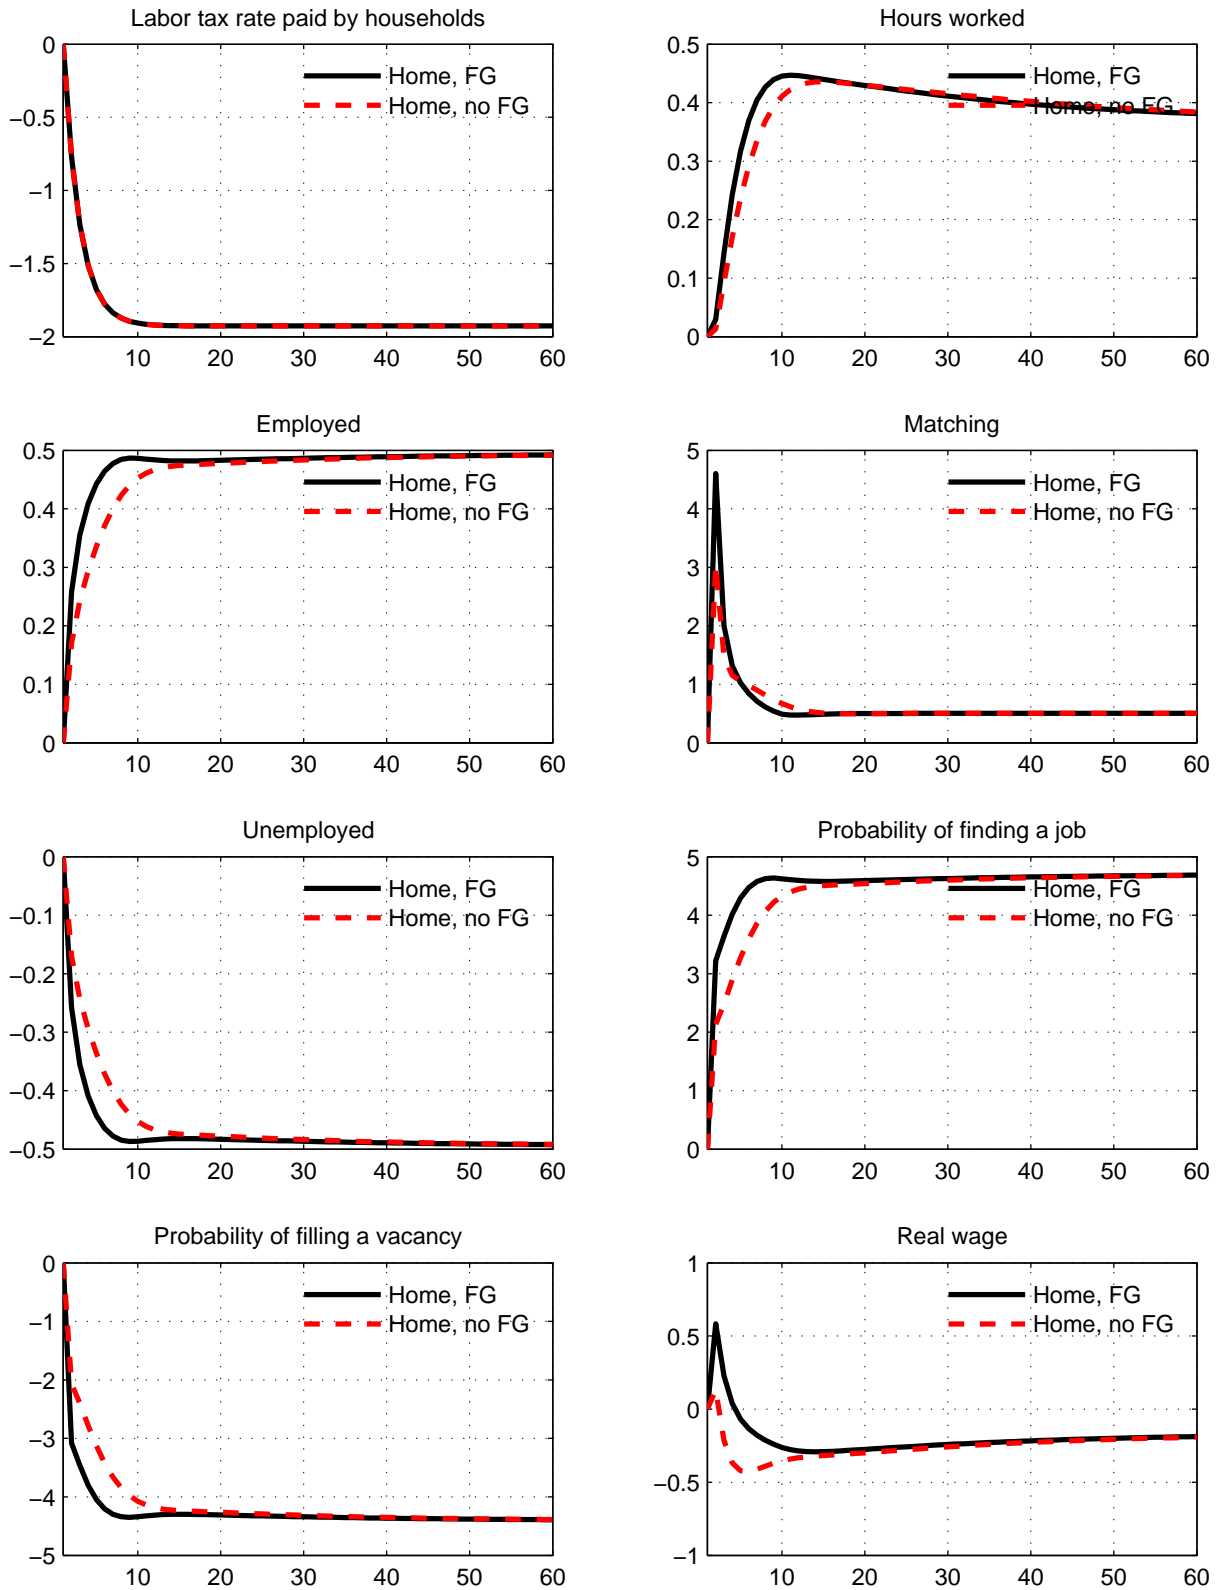 Labor tax rate paid by households
0
−0.5
−1
−1.5
−2
10 20 30 40 50 60
Home, FG
Home, no FG
Hours worked
0.5
0.4
0.3
0.2
0.1
0
10 20 30 40 50 60
Home, FG
Home, no FG
Employed
0.5
0.4
0.3
0.2
0.1
0
10 20 30 40 50 60
Home, FG
Home, no FG
Matching
5
4
3
2
1
0
10 20 30 40 50 60
Home, FG
Home, no FG
Unemployed
0
−0.1
−0.2
−0.3
−0.4
−0.5
10 20 30 40 50 60
Home, FG
Home, no FG
Probability of finding a job
5
4
3
2
1
0
10 20 30 40 50 60
Home, FG
Home, no FG
Probability of filling a vacancy
0
−1
−2
−3
−4
−5
10 20 30 40 50 60
Home, FG
Home, no FG
Real wage
1
0.5
0
−0.5
−1
10 20 30 40 50 60
Home, FG
Home, no FG